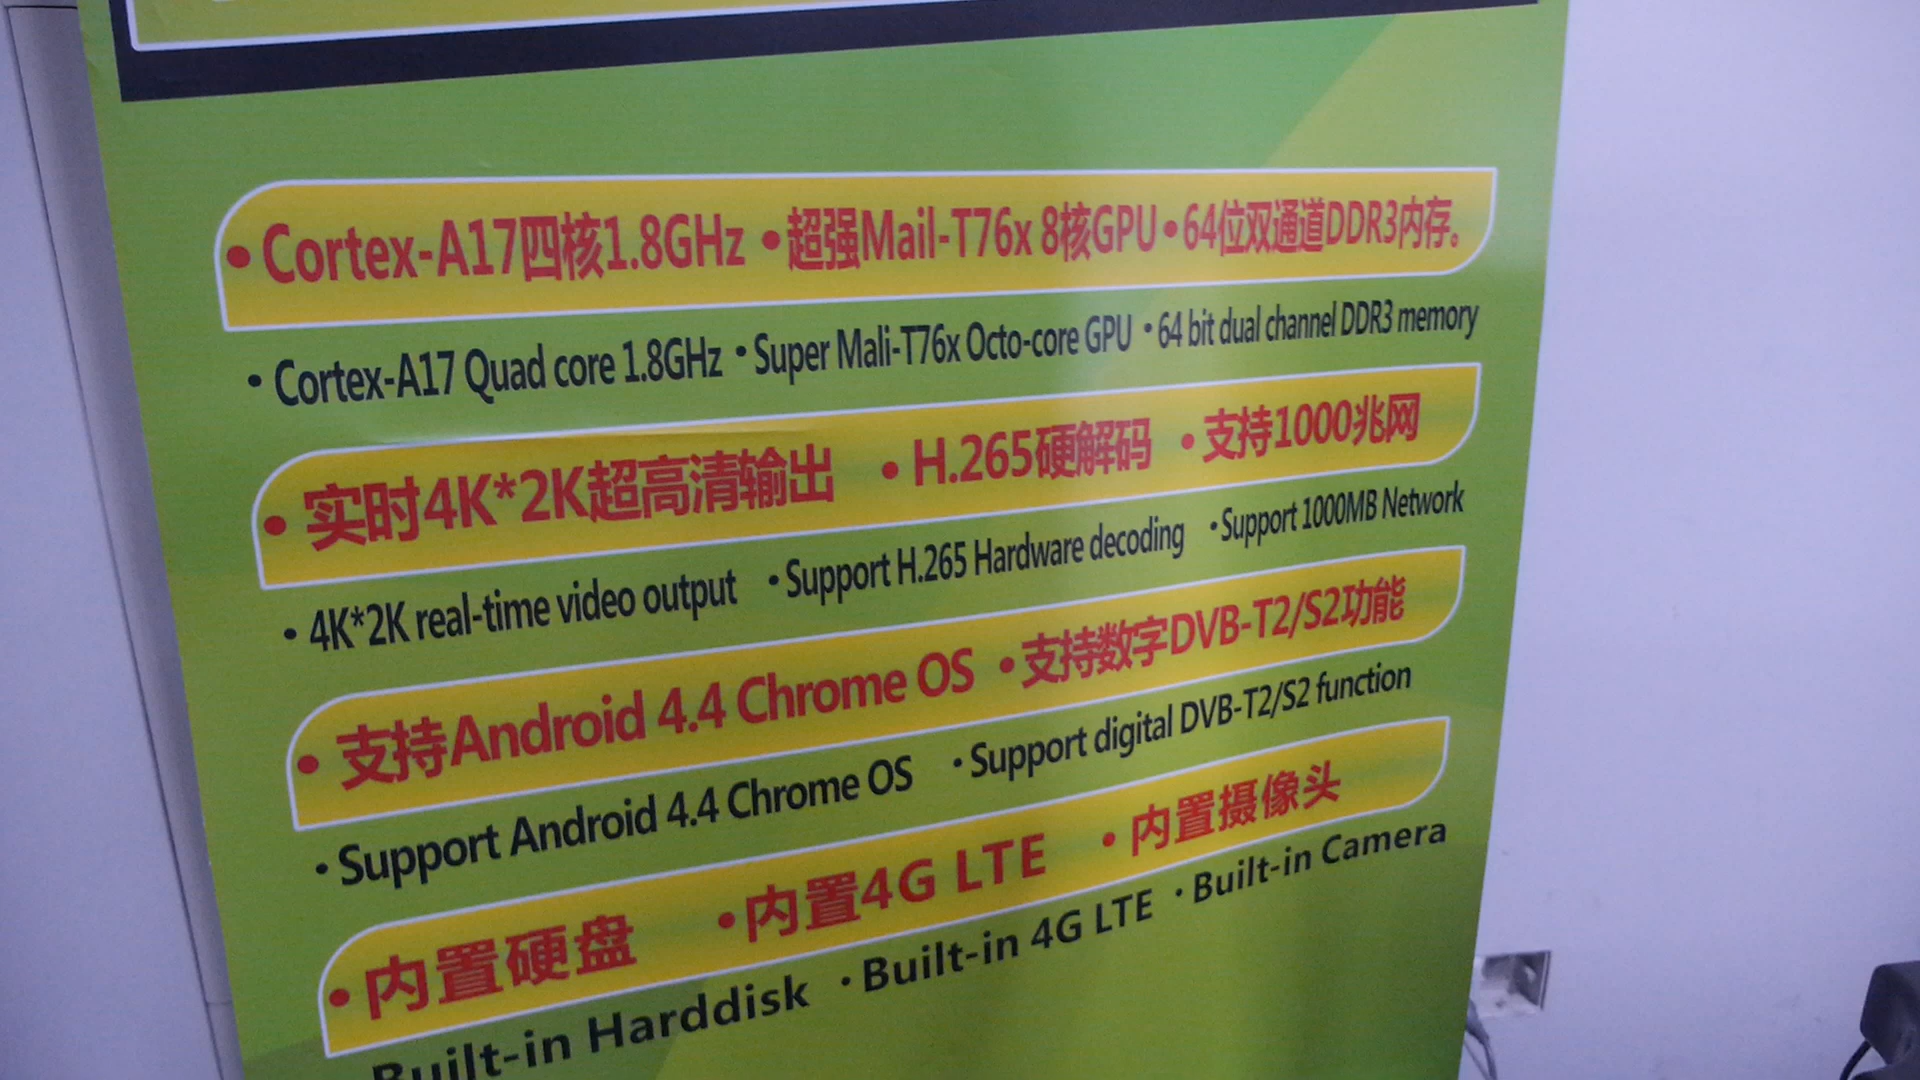 •Cortex-A17四核1.8GHz •超强Mail-T76x 8核GPU•64位双通道DDR3内存。
•Cortex-A17 Quad core 1.8GHz •Super Mali-T76x Octo-core GPU •64 bit dual channel DDR3 memory
•实时4K*2K超高清输出 •H.265硬解码 •支持1000兆网
•4K*2K real-time video output •Support H.265 Hardware decoding •Support 1000MB Network
•支持Android 4.4 Chrome OS •支持数字DVB-T2/S2功能
•Support Android 4.4 Chrome OS •Support digital DVB-T2/S2 function
•内置硬盘 •内置4G LTE •内置摄像头
Built-in Harddisk •Built-in 4G LTE •Built-in Camera